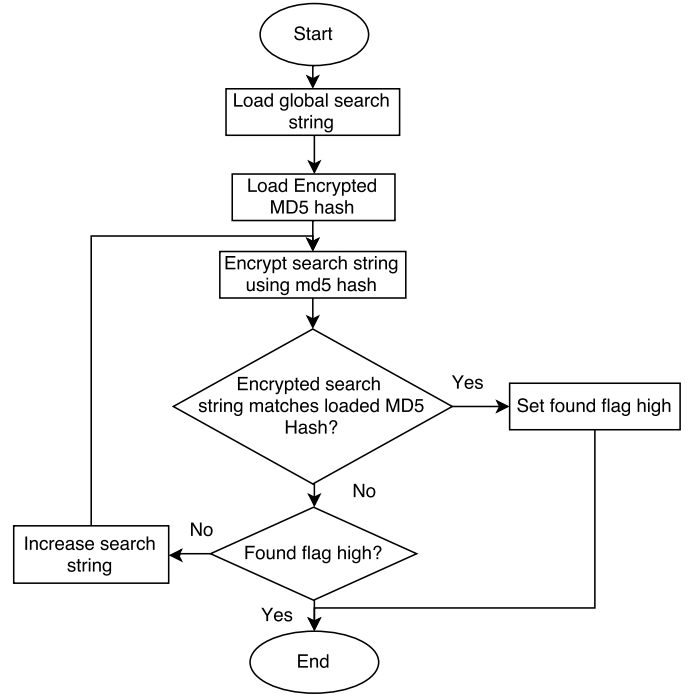 Start
Load global search
string
Load Encrypted
MD5 hash
Encrypt search string
using md5 hash
Encrypted search
string matches loaded MD5
Hash?
Yes
Set found flag high
No
Found flag high?
No
Increase search
string
Yes
End